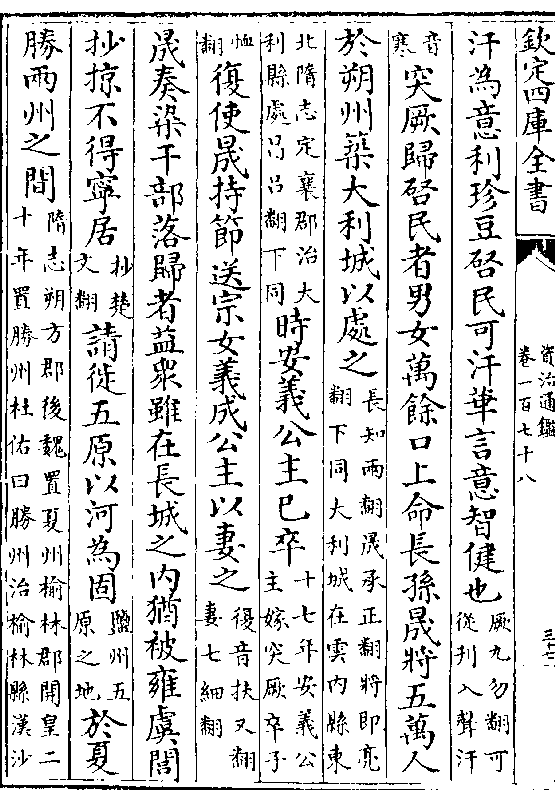 欽定四庫全書
資治通鑑
卷一百七十八
汗為意利珍豆啓民可汗華言意智健也厥九勿翻可從刋入聲汗
音寒突厥歸啓民者男女萬餘口上命長孫晟將五萬人
於朔州築大利城以處之長知兩翻晟承正翻將即亮翻下同大利城在雲内縣東
北隋志定襄郡治大利縣處昌吕翻下同時安義公主已卒十七年安義公主嫁突厥卒子
恤翻復使晟持節送宗女義成公主以妻之復音扶又翻妻七細翻
晟奏染干部落歸者益衆雖在長城之内猶被雍虞閭
抄掠不得寧居抄楚文翻請徙五原以河為固鹽州五原之地於夏
勝兩州之間隋志朔方郡後魏置夏州榆林郡開皇二十年置勝州杜佑曰勝州治榆林縣漢沙